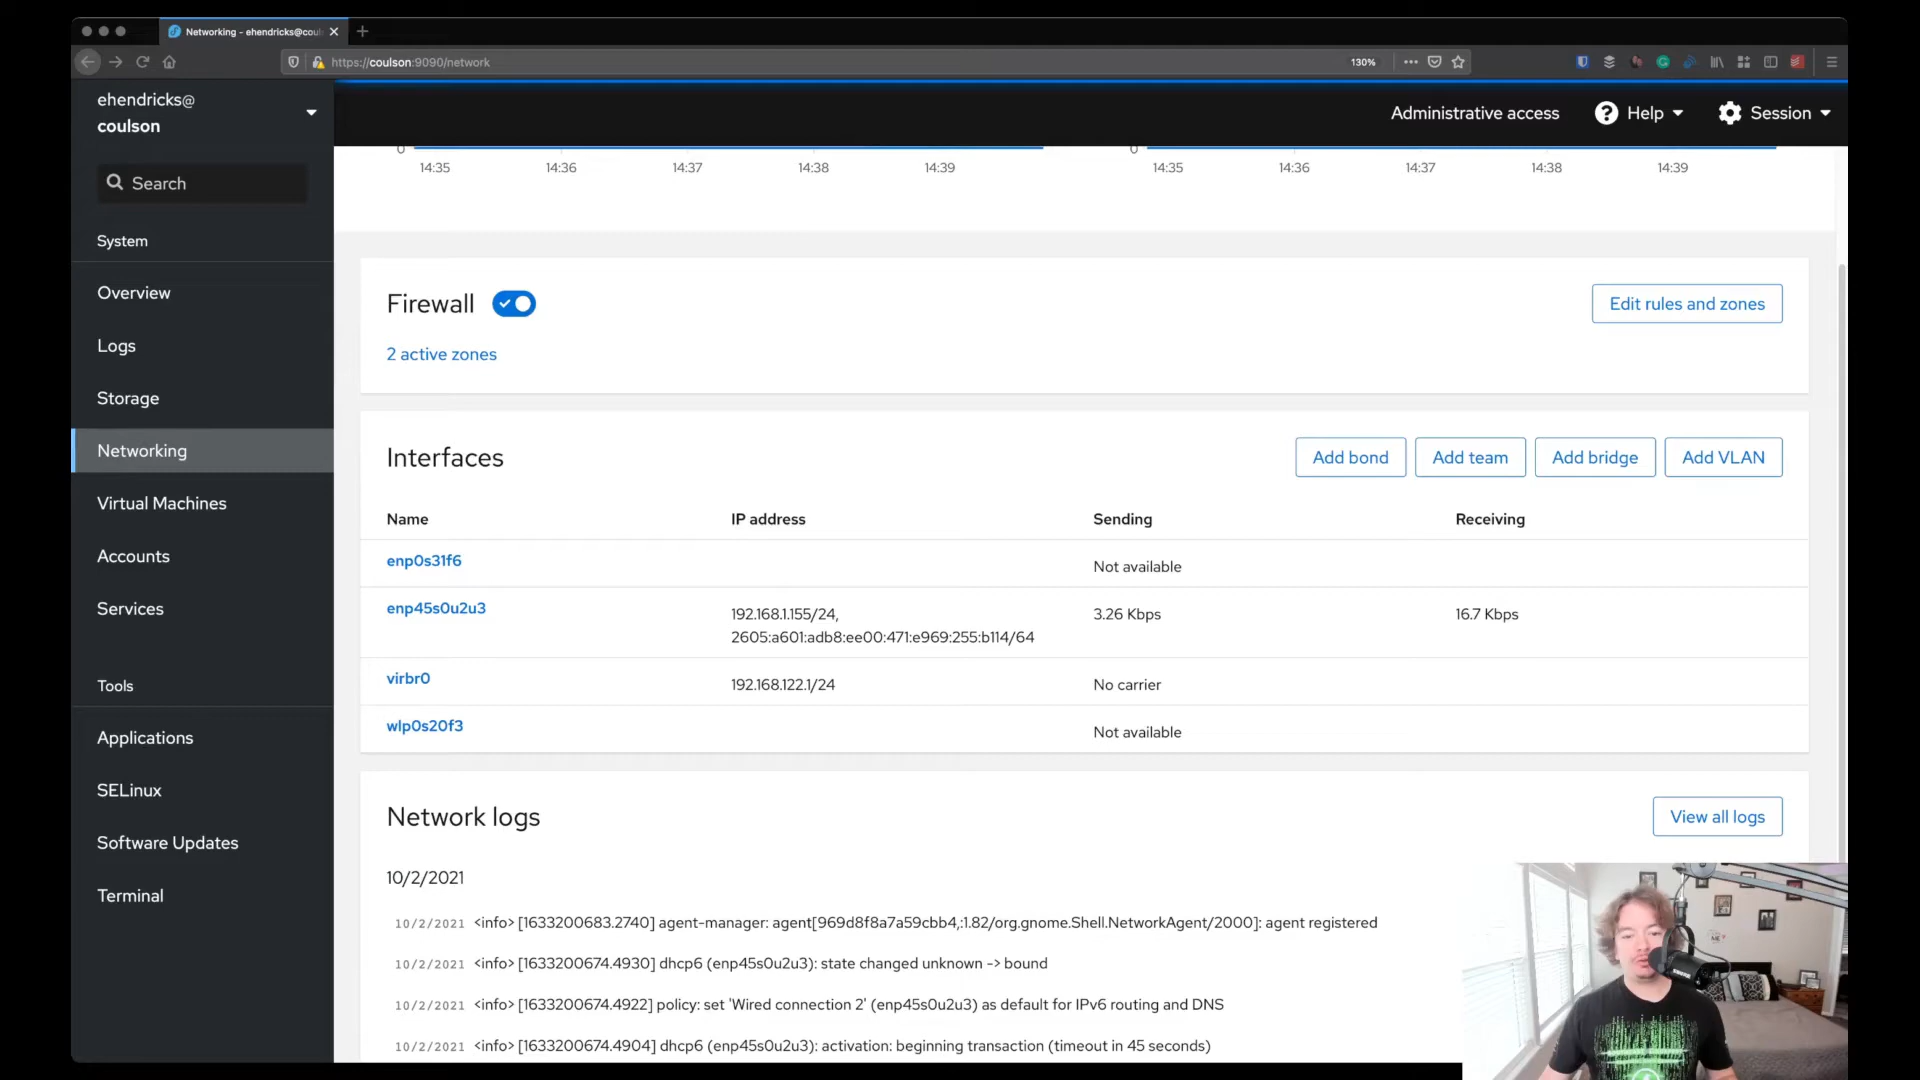 Networking - ehendricks@coul
https://coulson:9090/network
130%
ehendricks@
coulson
Administrative access
Help
Session
Search
System
Overview
Logs
Storage
Networking
Virtual Machines
Accounts
Services
Tools
Applications
SELinux
Software Updates
Terminal
0
14:35 14:36 14:37 14:38 14:39
0
14:35 14:36 14:37 14:38 14:39
Firewall
Edit rules and zones
2 active zones
Interfaces
Add bond
Add team
Add bridge
Add VLAN
Name IP address Sending Receiving
enp0s31f6 Not available
enp45s0u2u3 192.168.1.155/24, 3.26 Kbps 16.7 Kbps
2605:a601:adb8:ee00:471:e969:255:b114/64
virbr0 192.168.122.1/24 No carrier
wlp0s20f3 Not available
Network logs
View all logs
10/2/2021
10/2/2021 <info> [1633200683.2740] agent-manager: agent[969d8f8a7a59cbb4,:1.82/org.gnome.Shell.NetworkAgent/2000]: agent registered
10/2/2021 <info> [1633200674.4930] dhcp6 (enp45s0u2u3): state changed unknown -> bound
10/2/2021 <info> [1633200674.4922] policy: set 'Wired connection 2' (enp45s0u2u3) as default for IPv6 routing and DNS
10/2/2021 <info> [1633200674.4904] dhcp6 (enp45s0u2u3): activation: beginning transaction (timeout in 45 seconds)